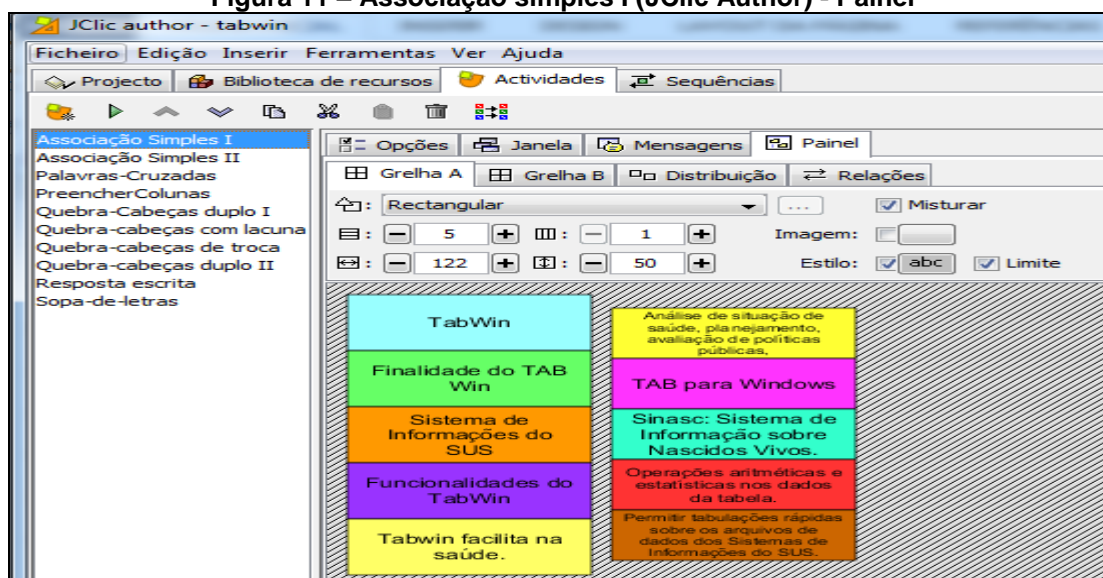 Figura 11 – Associação simples I (JClic Author) - Painel
JClic author - tabwin
Ficheiro Edição Inserir Ferramentas Ver Ajuda
Projecto Biblioteca de recursos Actividades Sequências
Associação Simples I
Associação Simples II
Palavras-Cruzadas
PreencherColunas
Quebra-Cabeças duplo I
Quebra-cabeças com lacuna
Quebra-cabeças de troca
Quebra-cabeças duplo II
Resposta escrita
Sopa-de-letras
Opções Janela Mensagens Painel
Grelha A Grelha B Distribuição Relações
: Rectangular ... Misturar
: 5 : 1 Imagem:
: 122 : 50 Estilo: abc Limite
TabWin
Finalidade do TAB
Win
Sistema de
Informações do
SUS
Funcionalidades do
TabWin
Tabwin facilita na
saúde.
Análise de situação de
saúde, planejamento,
avaliação de políticas
públicas,
TAB para Windows
Sinasc: Sistema de
Informação sobre
Nascidos Vivos.
Operações aritméticas e
estatísticas nos dados
da tabela.
Permitir tabulações rápidas
sobre os arquivos de
dados dos Sistemas de
Informações do SUS.